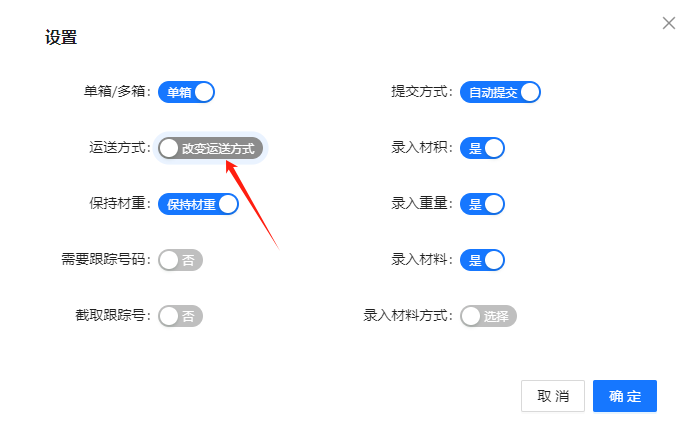 设置
单箱/多箱: 单箱 提交方式: 自动提交
运送方式: 改变运送方式 录入材积: 是
保持材重: 保持材重 录入重量: 是
需要跟踪号码: 否 录入材料: 是
截取跟踪号: 否 录入材料方式: 选择
取 消 确 定